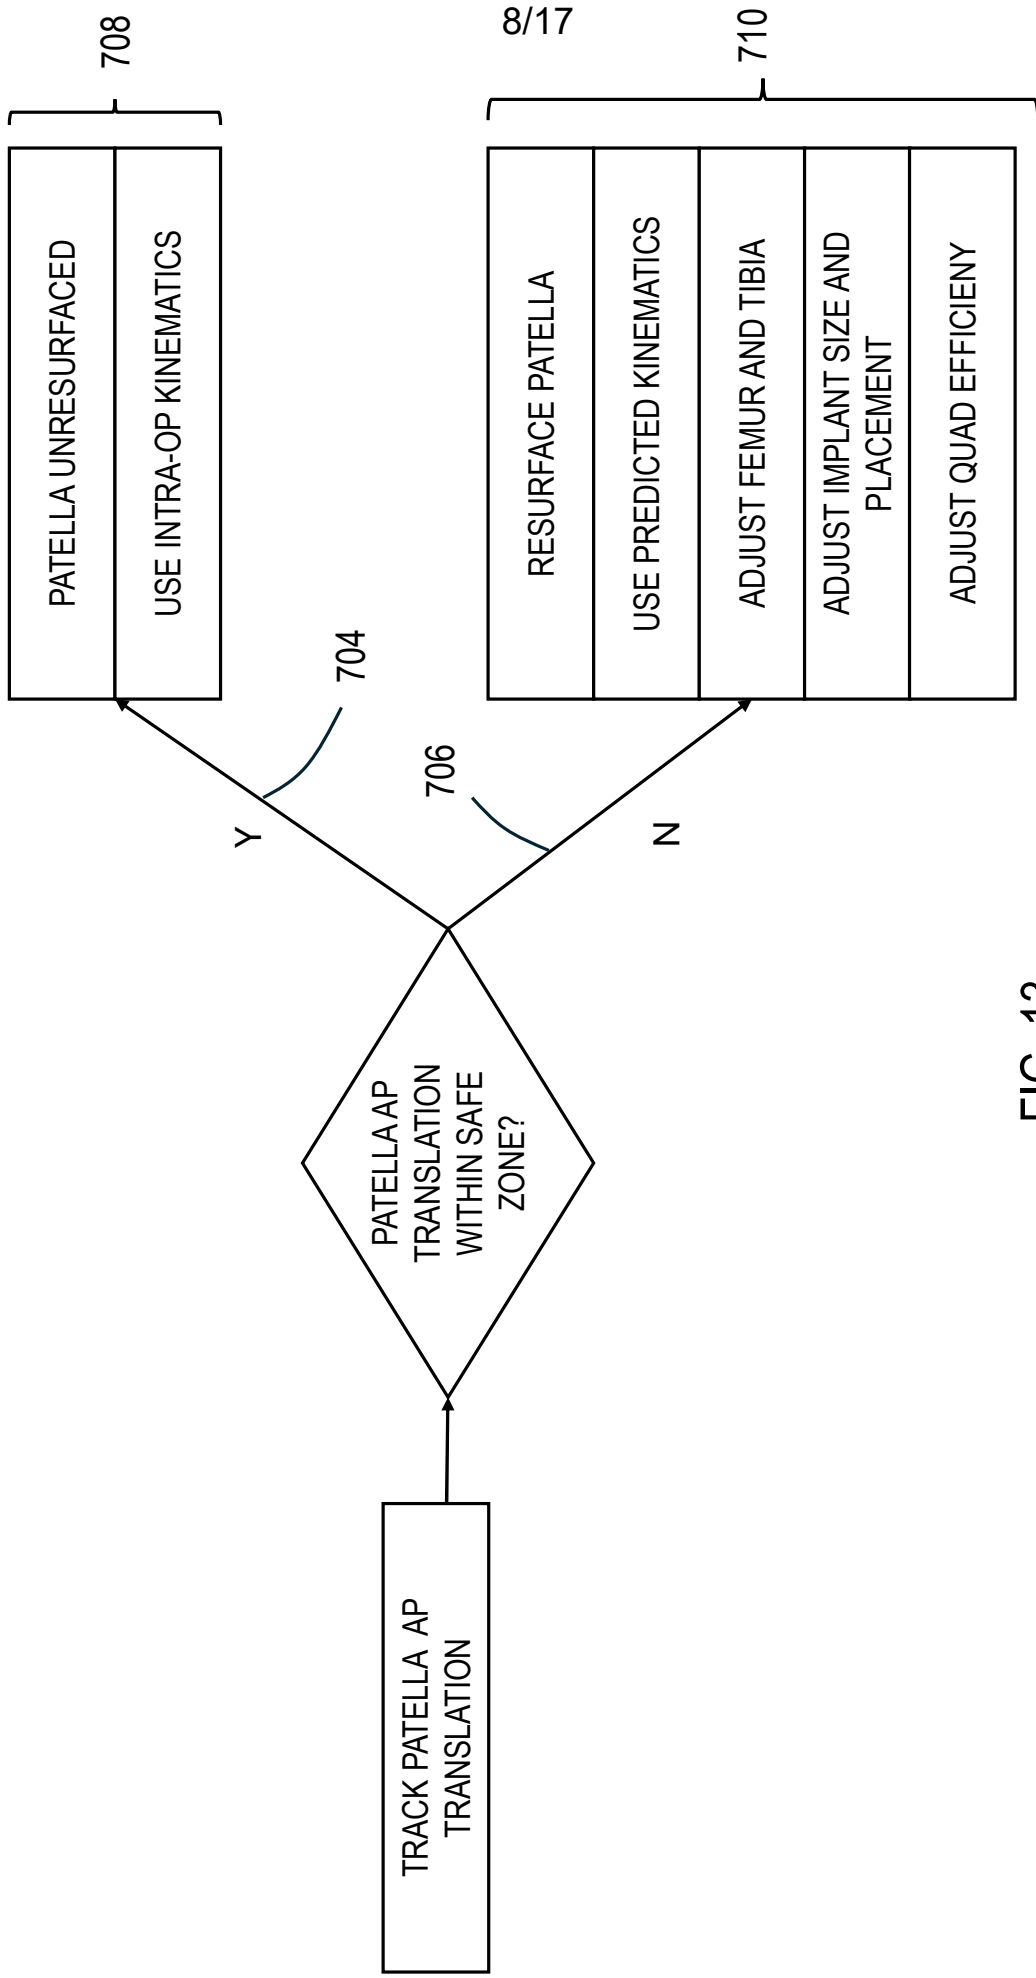 8/17
TRACK PATELLA AP
TRANSLATION
PATELLA AP
TRANSLATION
WITHIN SAFE
ZONE?
Y
704
706
N
PATELLA UNRESURFACED
USE INTRA-OP KINEMATICS
708
RESURFACE PATELLA
USE PREDICTED KINEMATICS
ADJUST FEMUR AND TIBIA
ADJUST IMPLANT SIZE AND
PLACEMENT
ADJUST QUAD EFFICIENY
710